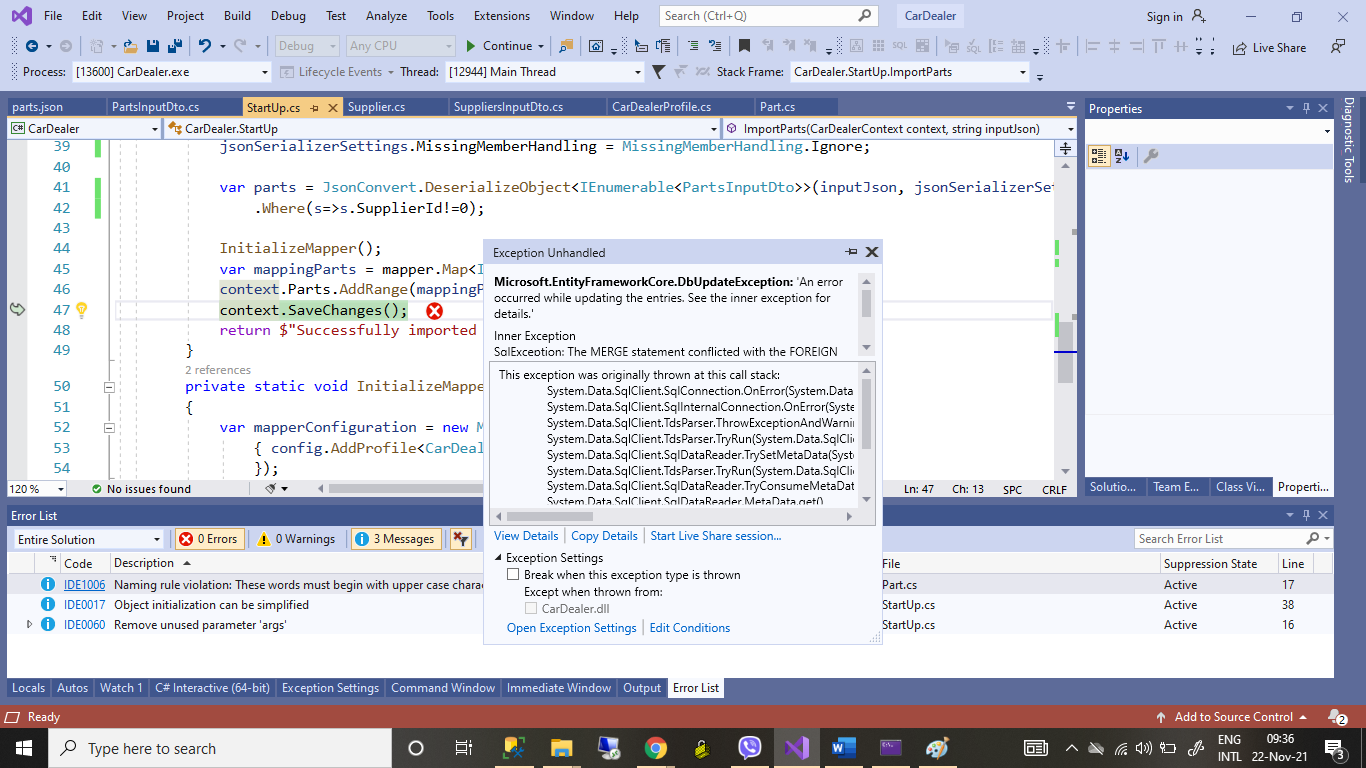 File Edit View Project Build Debug Test Analyze Tools Extensions Window Help Search (Ctrl+Q) CarDealer Sign in
Debug Any CPU Continue SQL Live Share
Process: [13600] CarDealer.exe Lifecycle Events Thread: [12944] Main Thread Stack Frame: CarDealer.StartUp.ImportParts
parts.json PartsInputDto.cs StartUp.cs Supplier.cs SuppliersInputDto.cs CarDealerProfile.cs Part.cs
CarDealer CarDealer.StartUp ImportParts(CarDealerContext context, string inputJson)
39 jsonSerializerSettings.MissingMemberHandling = MissingMemberHandling.Ignore;
40
41 var parts = JsonConvert.DeserializeObject<IEnumerable<PartsInputDto>>(inputJson, jsonSerializerSe
42 .Where(s=>s.SupplierId!=0);
43
44 InitializeMapper();
45 var mappingParts = mapper.Map<I
46 context.Parts.AddRange(mappingP
47 context.SaveChanges();
48 return $"Successfully imported
49 }
2 references
50 private static void InitializeMappe
51 {
52 var mapperConfiguration = new M
53 { config.AddProfile<CarDeal
54 });
Exception Unhandled
Microsoft.EntityFrameworkCore.DbUpdateException: 'An error
occurred while updating the entries. See the inner exception for
details.'
Inner Exception
SqlException: The MERGE statement conflicted with the FOREIGN
This exception was originally thrown at this call stack:
System.Data.SqlClient.SqlConnection.OnError(System.Data
System.Data.SqlClient.SqlInternalConnection.OnError(Syste
System.Data.SqlClient.TdsParser.ThrowExceptionAndWarni
System.Data.SqlClient.TdsParser.TryRun(System.Data.SqlCli
System.Data.SqlClient.SqlDataReader.TrySetMetaData(Syst
System.Data.SqlClient.TdsParser.TryRun(System.Data.SqlCli
System.Data.SqlClient.SqlDataReader.TryConsumeMetaDat
System.Data.SqlClient.SqlDataReader.MetaData.get()
View Details Copy Details Start Live Share session...
Exception Settings
Break when this exception type is thrown
Except when thrown from:
CarDealer.dll
Open Exception Settings Edit Conditions
Properties
Diagnostic Tools
Solutio... Team E... Class Vi... Properti...
120 % No issues found Ln: 47 Ch: 13 SPC CRLF
Error List
Entire Solution 0 Errors 0 Warnings 3 Messages Search Error List
Code Description File Suppression State Line
IDE1006 Naming rule violation: These words must begin with upper case charac Part.cs Active 17
IDE0017 Object initialization can be simplified StartUp.cs Active 38
IDE0060 Remove unused parameter 'args' StartUp.cs Active 16
Locals Autos Watch 1 C# Interactive (64-bit) Exception Settings Command Window Immediate Window Output Error List
Ready Add to Source Control 2
Type here to search
ENG
INTL
09:36
22-Nov-21
3